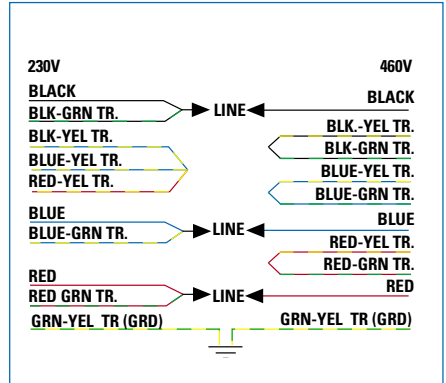 230V
460V
BLACK
BLK-GRN TR.
LINE
BLACK
BLK-YEL TR.
BLUE-YEL TR.
RED-YEL TR.
BLK.-YEL TR.
BLK-GRN TR.
BLUE-YEL TR.
BLUE-GRN TR.
BLUE
BLUE-GRN TR.
LINE
BLUE
RED-YEL TR.
RED-GRN TR.
RED
RED GRN TR.
LINE
RED
GRN-YEL TR (GRD)
GRN-YEL TR (GRD)